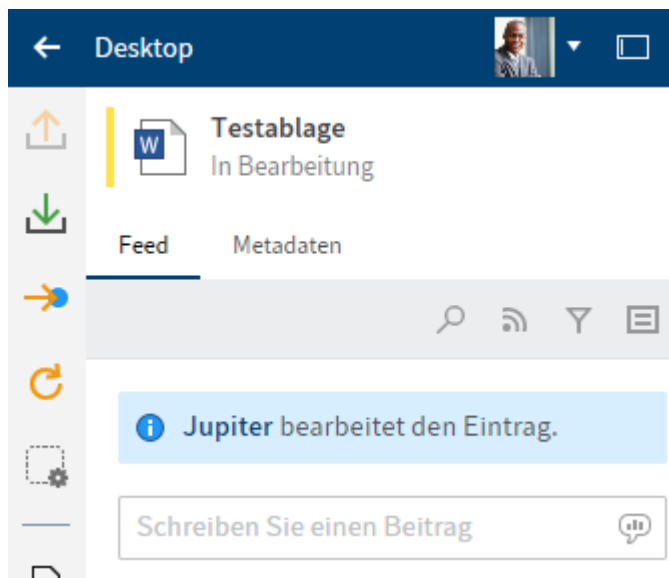 Desktop
W
Testablage
In Bearbeitung
Feed Metadaten
Jupiter bearbeitet den Eintrag.
Schreiben Sie einen Beitrag